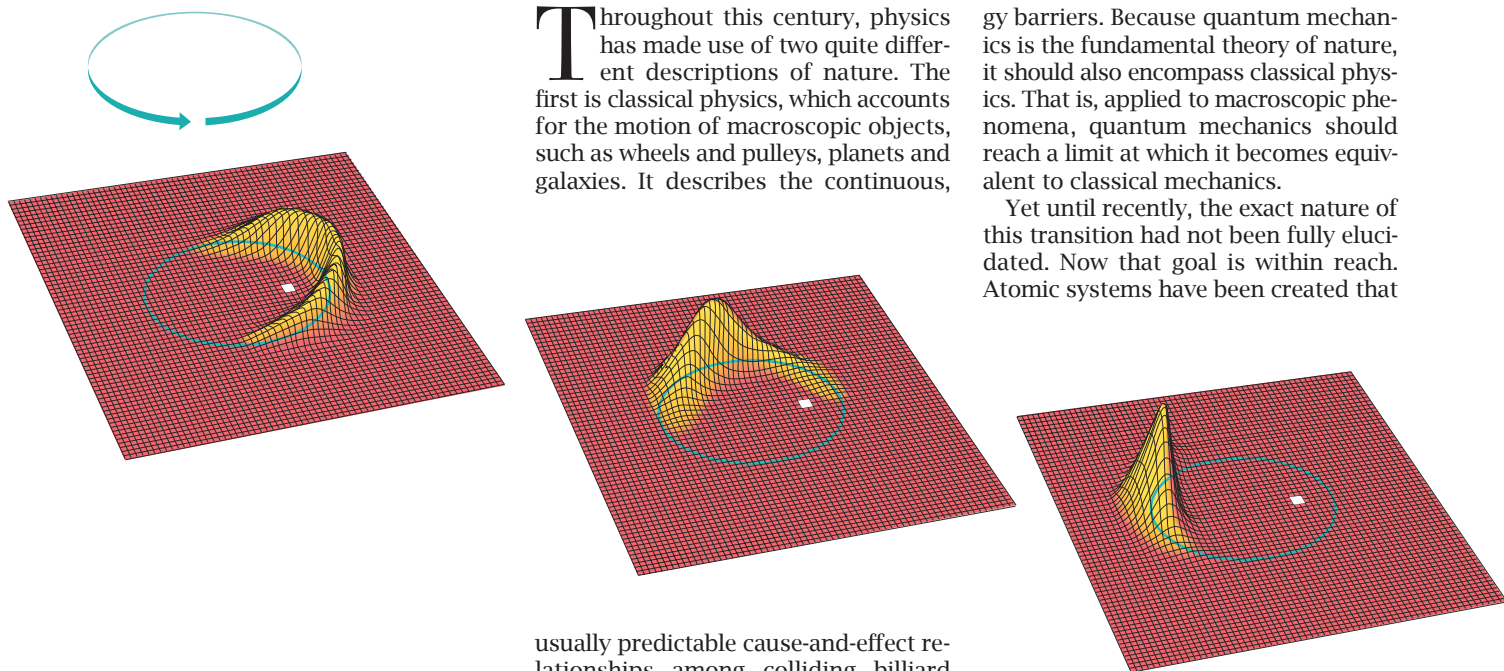 Throughout this century, physics
has made use of two quite differ-
ent descriptions of nature. The
first is classical physics, which accounts
for the motion of macroscopic objects,
such as wheels and pulleys, planets and
galaxies. It describes the continuous,
usually predictable cause-and-effect re-
lationships among colliding billiard
gy barriers. Because quantum mechan-
ics is the fundamental theory of nature,
it should also encompass classical phys-
ics. That is, applied to macroscopic phe-
nomena, quantum mechanics should
reach a limit at which it becomes equiv-
alent to classical mechanics.
Yet until recently, the exact nature of
this transition had not been fully eluci-
dated. Now that goal is within reach.
Atomic systems have been created that